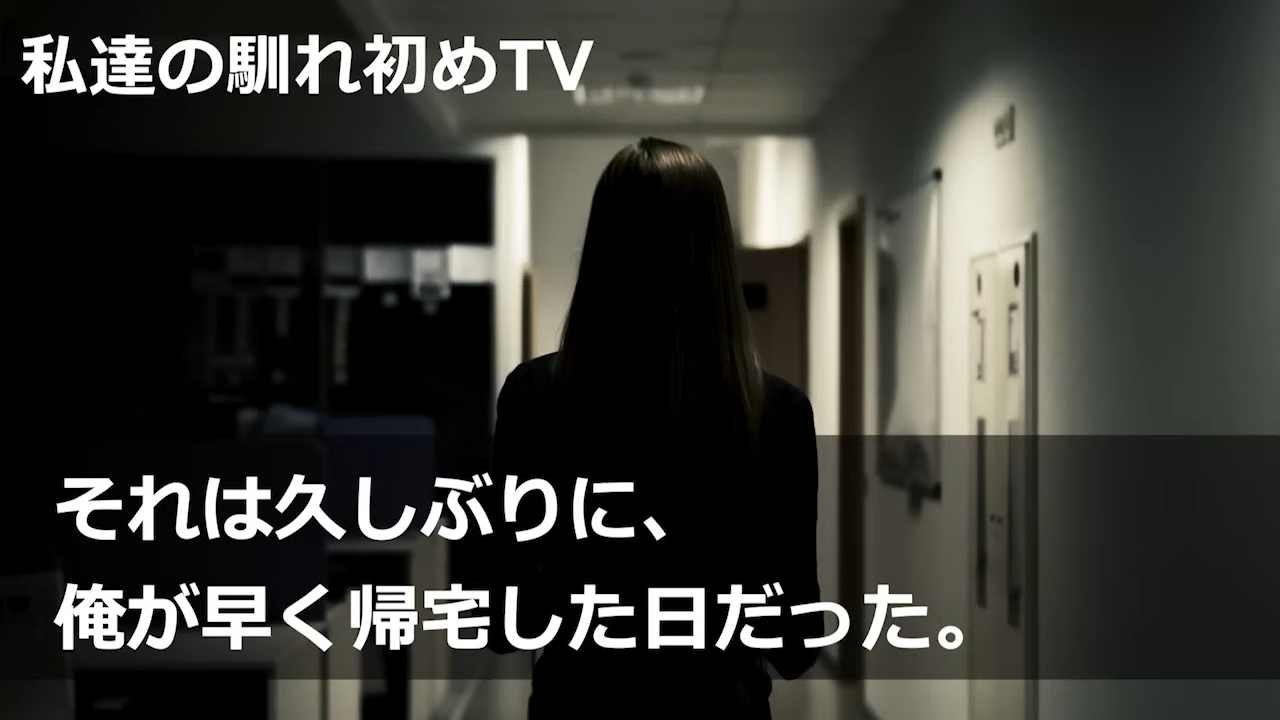 私達の馴れ初めTV
それは久しぶりに、
俺が早く帰宅した日だった。